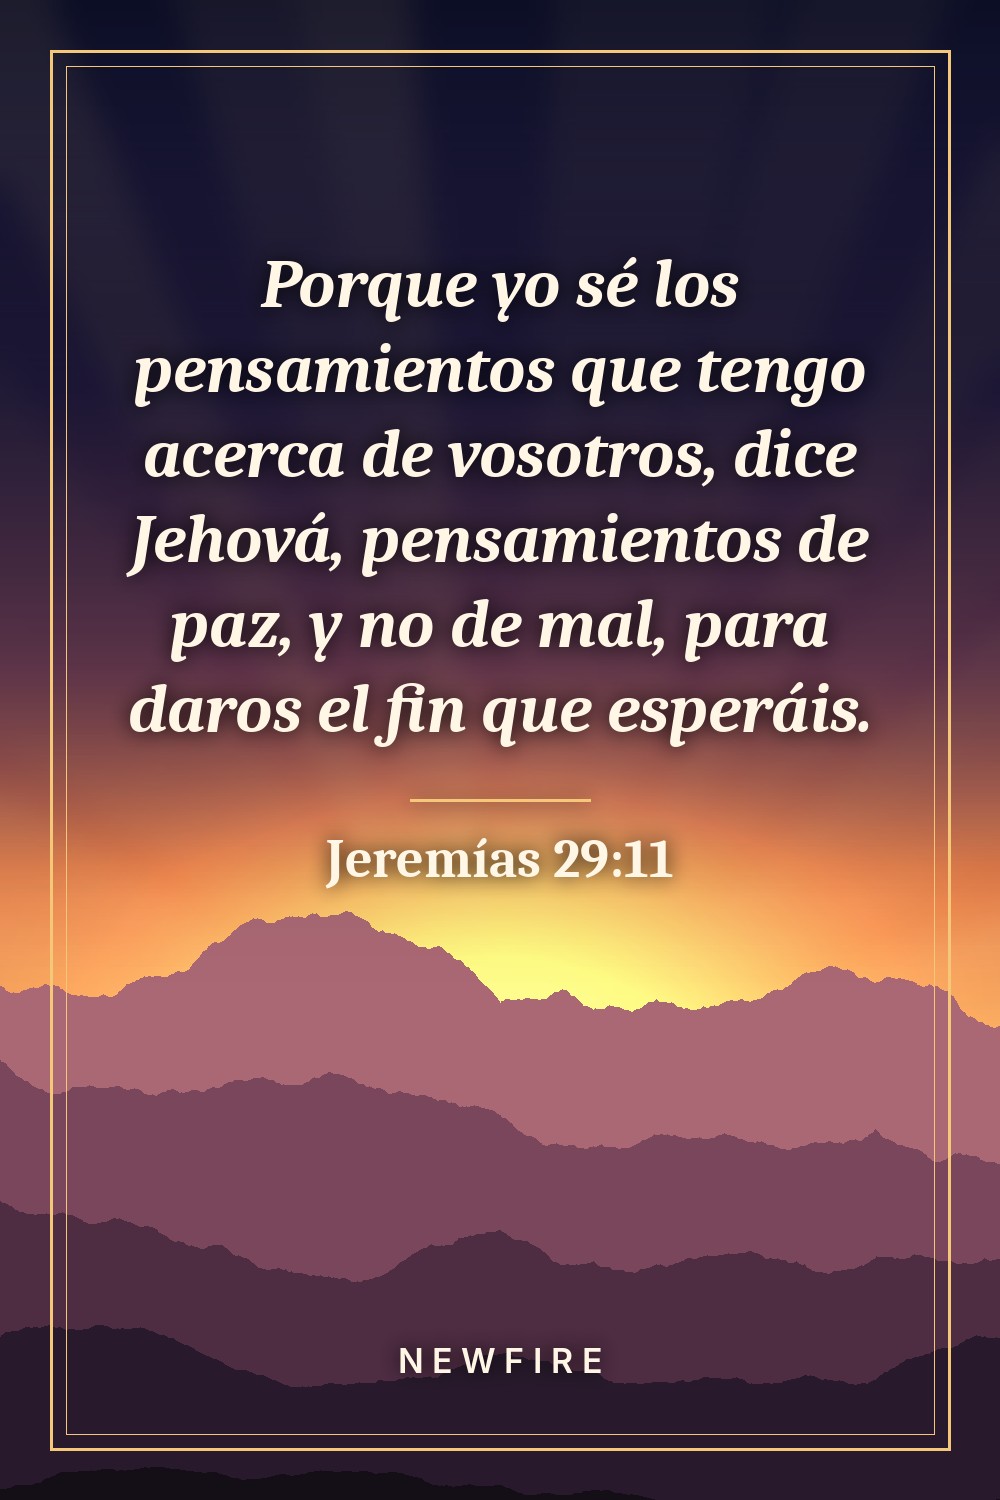 Porque yo sé los
pensamientos que tengo
acerca de vosotros, dice
Jehová, pensamientos de
paz, y no de mal, para
daros el fin que esperáis.
Jeremías 29:11
NEWFIRE